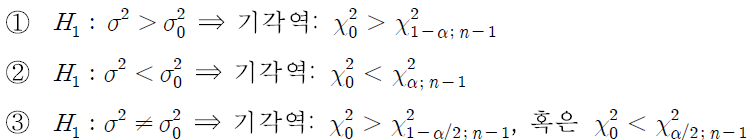 ① H₁ : σ² > σ₀² ⇒ 기각역: χ₀² > χ²₁₋α; n−1
② H₁ : σ² < σ₀² ⇒ 기각역: χ₀² < χ²α; n−1
③ H₁ : σ² ≠ σ₀² ⇒ 기각역: χ₀² > χ²₁₋α/2; n−1, 혹은 χ₀² < χ²α/2; n−1